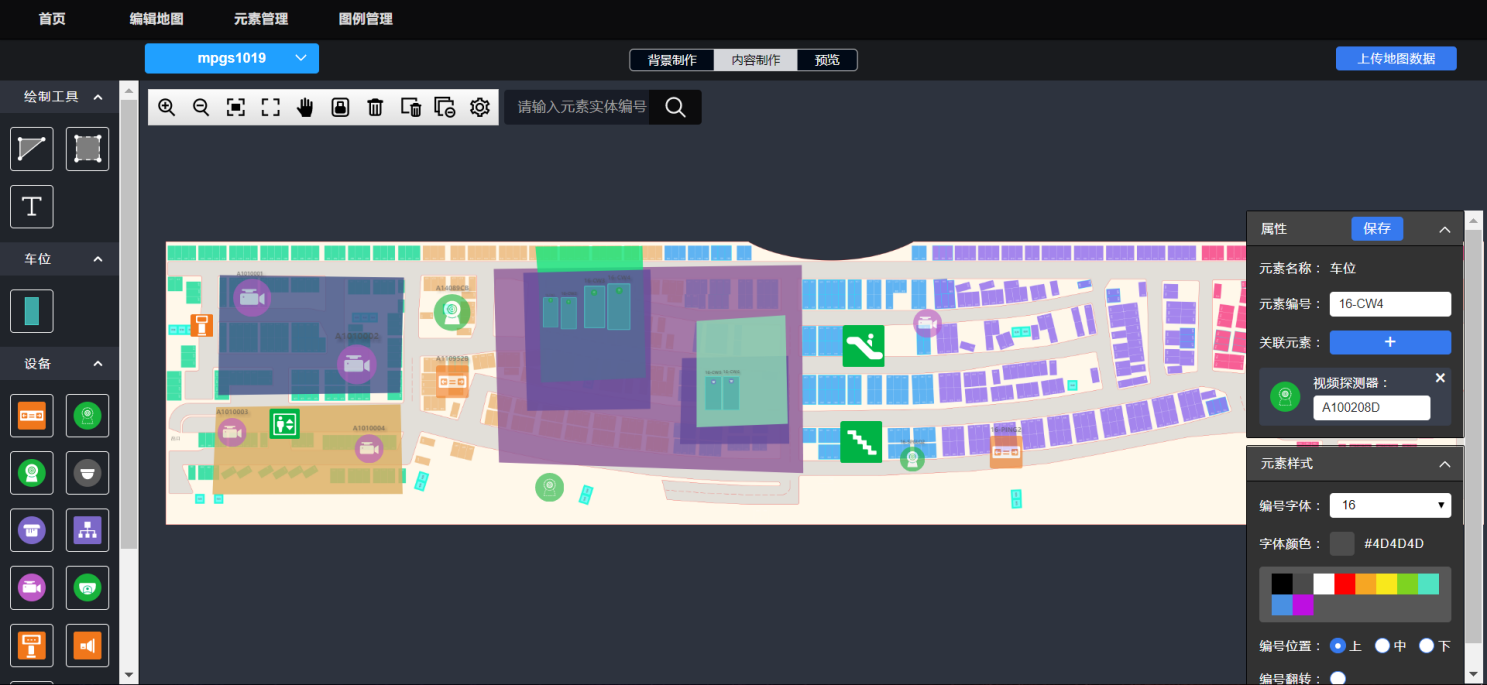 首页 编辑地图 元素管理 图例管理
mpgs1019
背景制作 内容制作 预览
上传地图数据
绘制工具
请输入元素实体编号
T
车位
设备
A1010001
A1010002
A1010003
A1010004
属性 保存
元素名称： 车位
元素编号： 16-CW4
关联元素： +
视频探测器：
A100208D
元素样式
编号字体： 16
字体颜色： #4D4D4D
编号位置： 上 中 下
编号翻转：